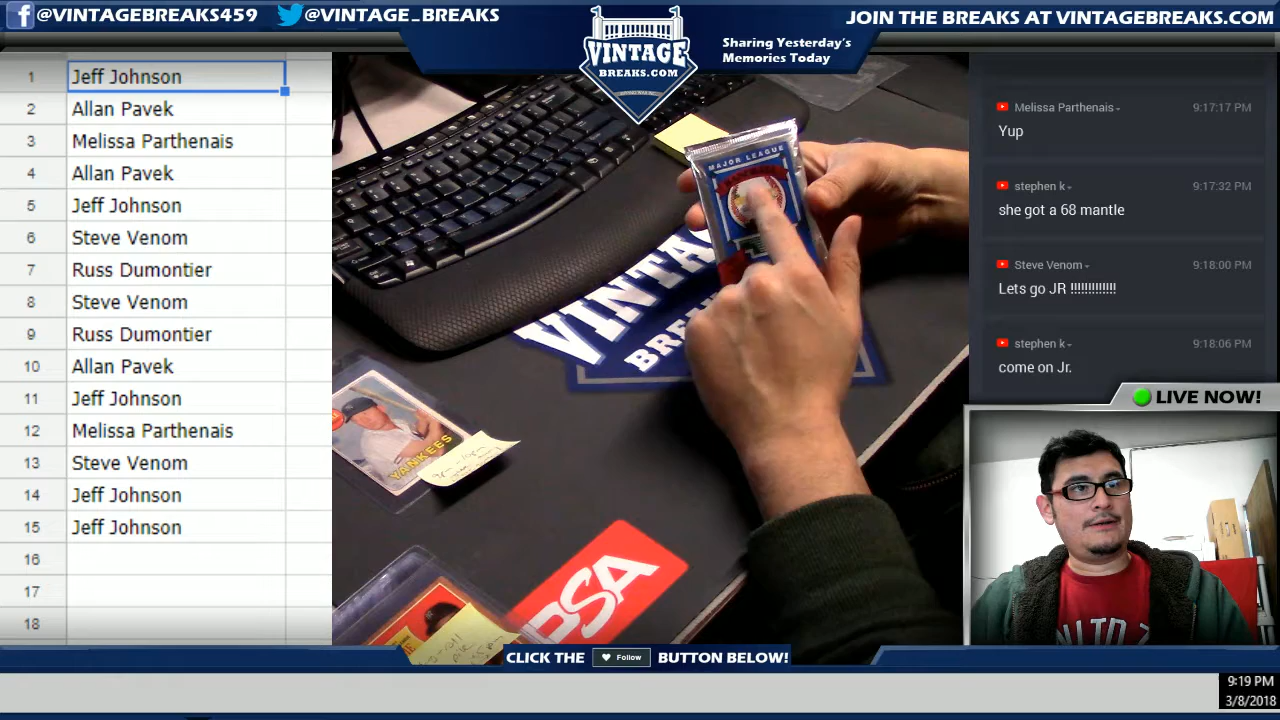 @VINTAGEBREAKS459
@VINTAGE_BREAKS
VINTAGE
BREAKS.COM
Sharing Yesterday's
Memories Today
JOIN THE BREAKS AT VINTAGEBREAKS.COM
1 Jeff Johnson
2 Allan Pavek
3 Melissa Parthenais
4 Allan Pavek
5 Jeff Johnson
6 Steve Venom
7 Russ Dumontier
8 Steve Venom
9 Russ Dumontier
10 Allan Pavek
11 Jeff Johnson
12 Melissa Parthenais
13 Steve Venom
14 Jeff Johnson
15 Jeff Johnson
16
17
18
MAJOR LEAGUE
VINTAG
BRE
YANKEES
PSA
Melissa Parthenais 9:17:17 PM
Yup
stephen k 9:17:32 PM
she got a 68 mantle
Steve Venom 9:18:00 PM
Lets go JR !!!!!!!!!!!!!
stephen k 9:18:06 PM
come on Jr.
LIVE NOW!
CLICK THE Follow BUTTON BELOW!
9:19 PM
3/8/2018